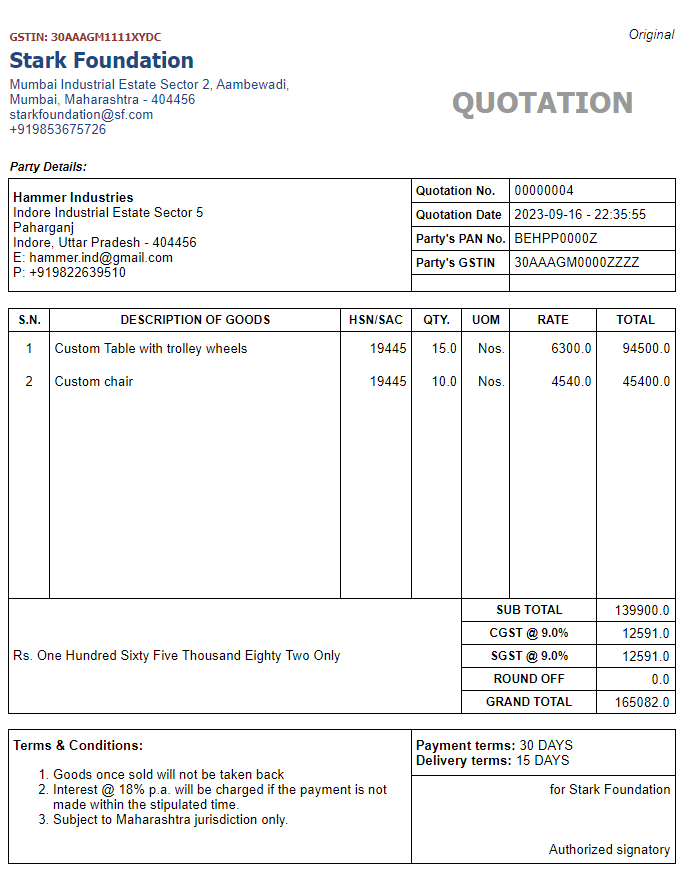 Original
GSTIN: 30AAAGM1111XYDC
Stark Foundation
Mumbai Industrial Estate Sector 2, Aambewadi,
Mumbai, Maharashtra - 404456
starkfoundation@sf.com
+919853675726
QUOTATION
Party Details:
Hammer Industries
Indore Industrial Estate Sector 5
Paharganj
Indore, Uttar Pradesh - 404456
E: hammer.ind@gmail.com
P: +919822639510
Quotation No. 00000004
Quotation Date 2023-09-16 - 22:35:55
Party's PAN No. BEHPP0000Z
Party's GSTIN 30AAAGM0000ZZZZ
S.N. DESCRIPTION OF GOODS HSN/SAC QTY. UOM RATE TOTAL
1 Custom Table with trolley wheels 19445 15.0 Nos. 6300.0 94500.0
2 Custom chair 19445 10.0 Nos. 4540.0 45400.0
SUB TOTAL 139900.0
CGST @ 9.0% 12591.0
Rs. One Hundred Sixty Five Thousand Eighty Two Only SGST @ 9.0% 12591.0
ROUND OFF 0.0
GRAND TOTAL 165082.0
Terms & Conditions:
1. Goods once sold will not be taken back
2. Interest @ 18% p.a. will be charged if the payment is not
made within the stipulated time.
3. Subject to Maharashtra jurisdiction only.
Payment terms: 30 DAYS
Delivery terms: 15 DAYS
for Stark Foundation
Authorized signatory